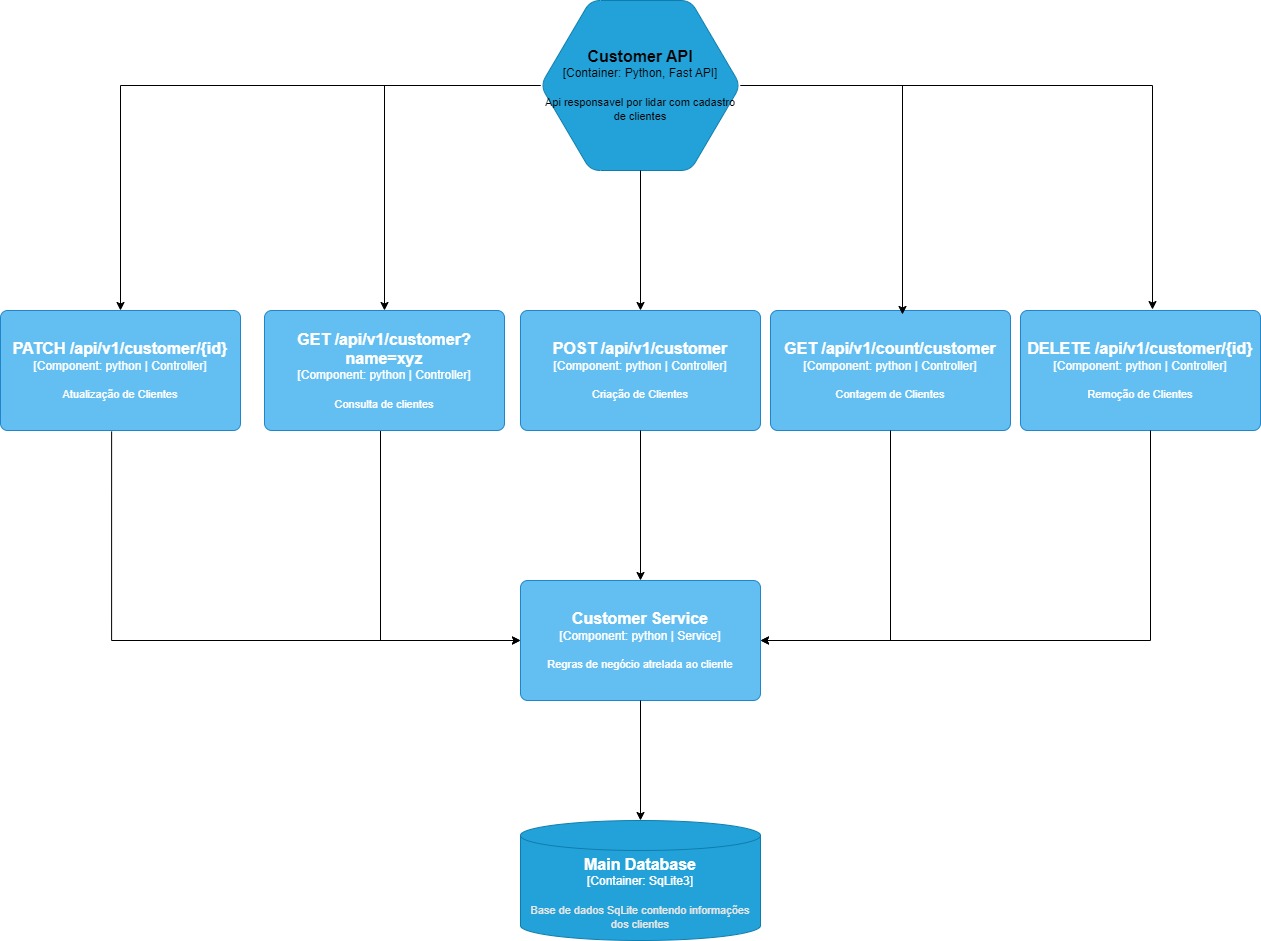 Customer API
[Container: Python, Fast API]
Api responsavel por lidar com cadastro
de clientes
PATCH /api/v1/customer/{id}
[Component: python | Controller]
Atualização de Clientes
GET /api/v1/customer?
name=xyz
[Component: python | Controller]
Consulta de clientes
POST /api/v1/customer
[Component: python | Controller]
Criação de Clientes
GET /api/v1/count/customer
[Component: python | Controller]
Contagem de Clientes
DELETE /api/v1/customer/{id}
[Component: python | Controller]
Remoção de Clientes
Customer Service
[Component: python | Service]
Regras de negócio atrelada ao cliente
Main Database
[Container: SqLite3]
Base de dados SqLite contendo informações
dos clientes